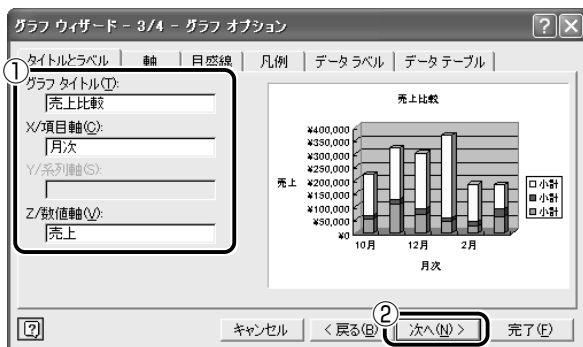 グラフ ウィザード - 3/4 - グラフ オプション
タイトルとラベル 軸 目盛線 凡例 データ ラベル データ テーブル
①
グラフ タイトル(T):
売上比較
X/項目軸(C):
月次
Y/系列軸(S):
Z/数値軸(V):
売上
売上比較
¥400,000
¥350,000
¥300,000
¥250,000
¥200,000
¥150,000
¥100,000
¥50,000
¥0
売上
10月 12月 2月
月次
小計
小計
小計
②
キャンセル < 戻る(B) 次へ(N) > 完了(F)